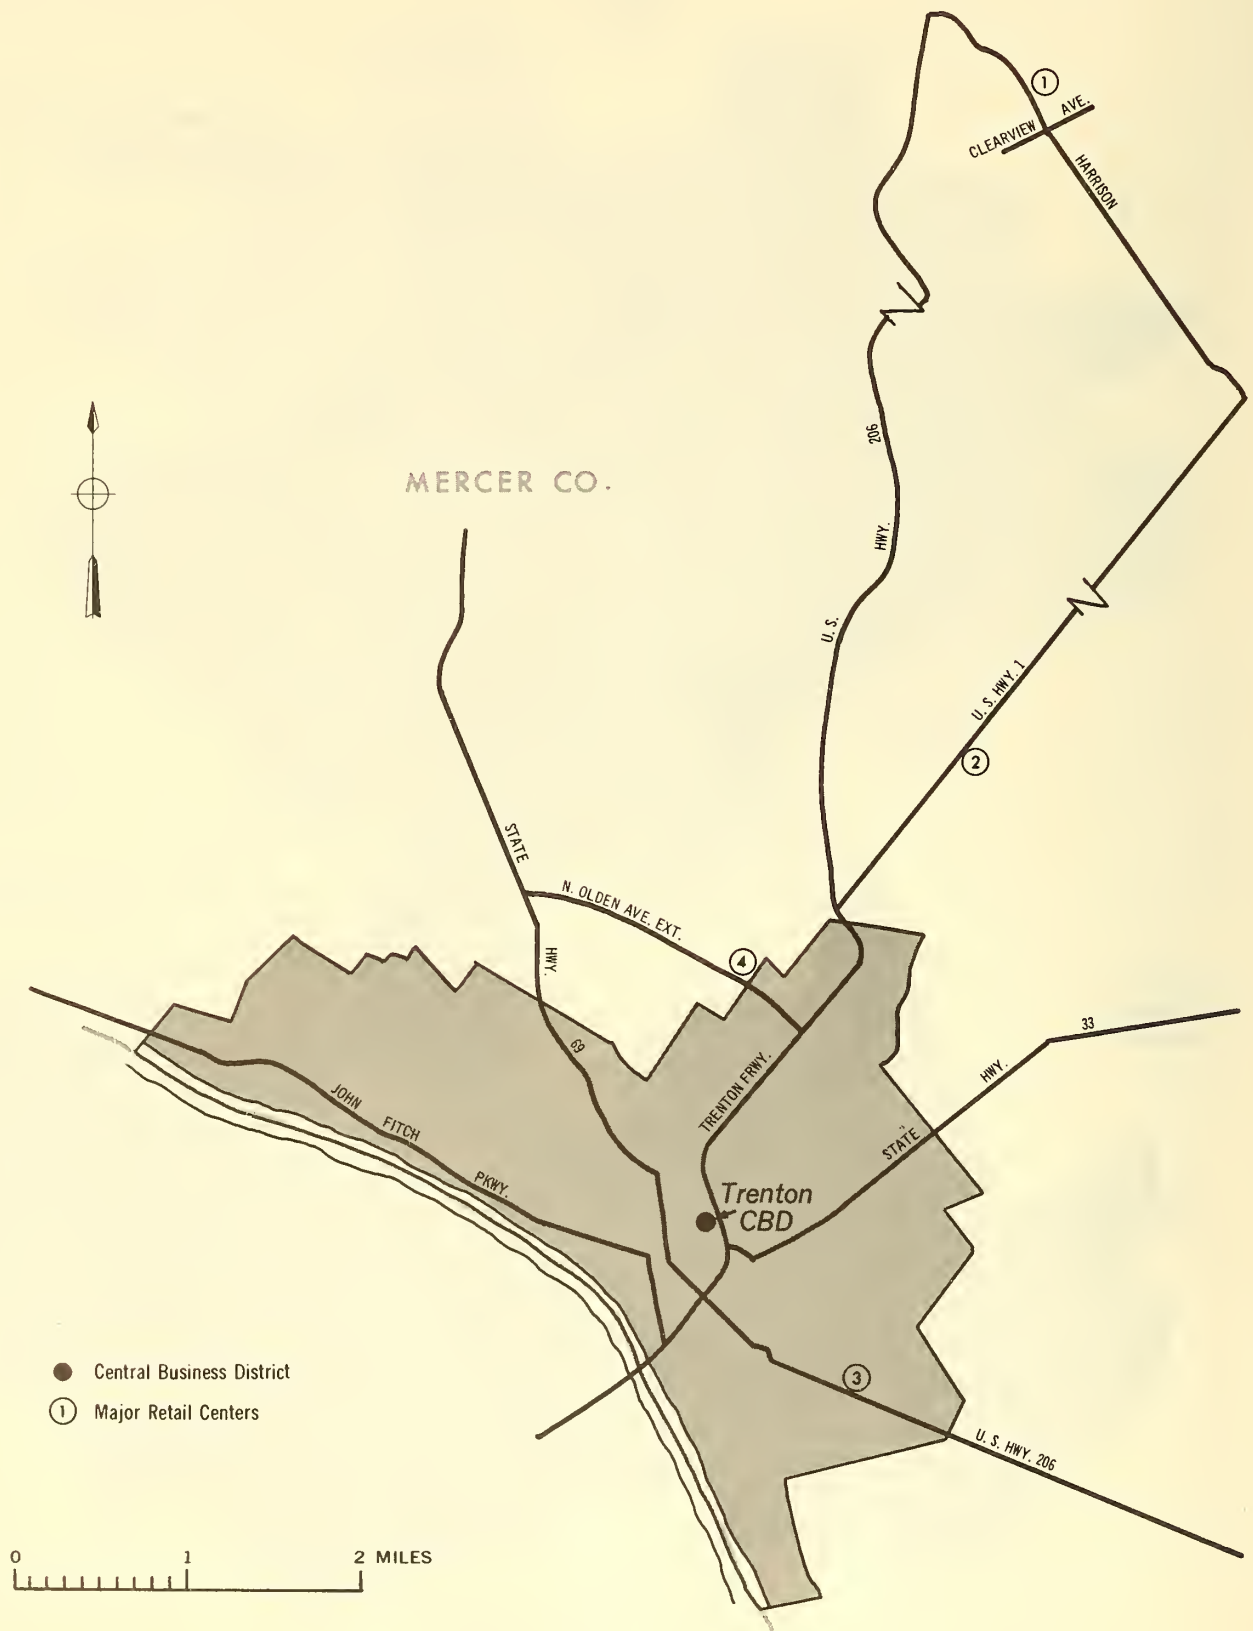 1
CLEARVIEW AVE.
HARRISON
206
MERCER CO.
HWY.
U. S.
U. S. HWY. 1
2
STATE
N. OLDEN AVE. EXT.
HWY.
4
69
33
HWY.
STATE
TRENTON FRWY.
JOHN FITCH PKWY.
Trenton
CBD
Central Business District
1 Major Retail Centers
3
U. S. HWY. 206
0 1 2 MILES